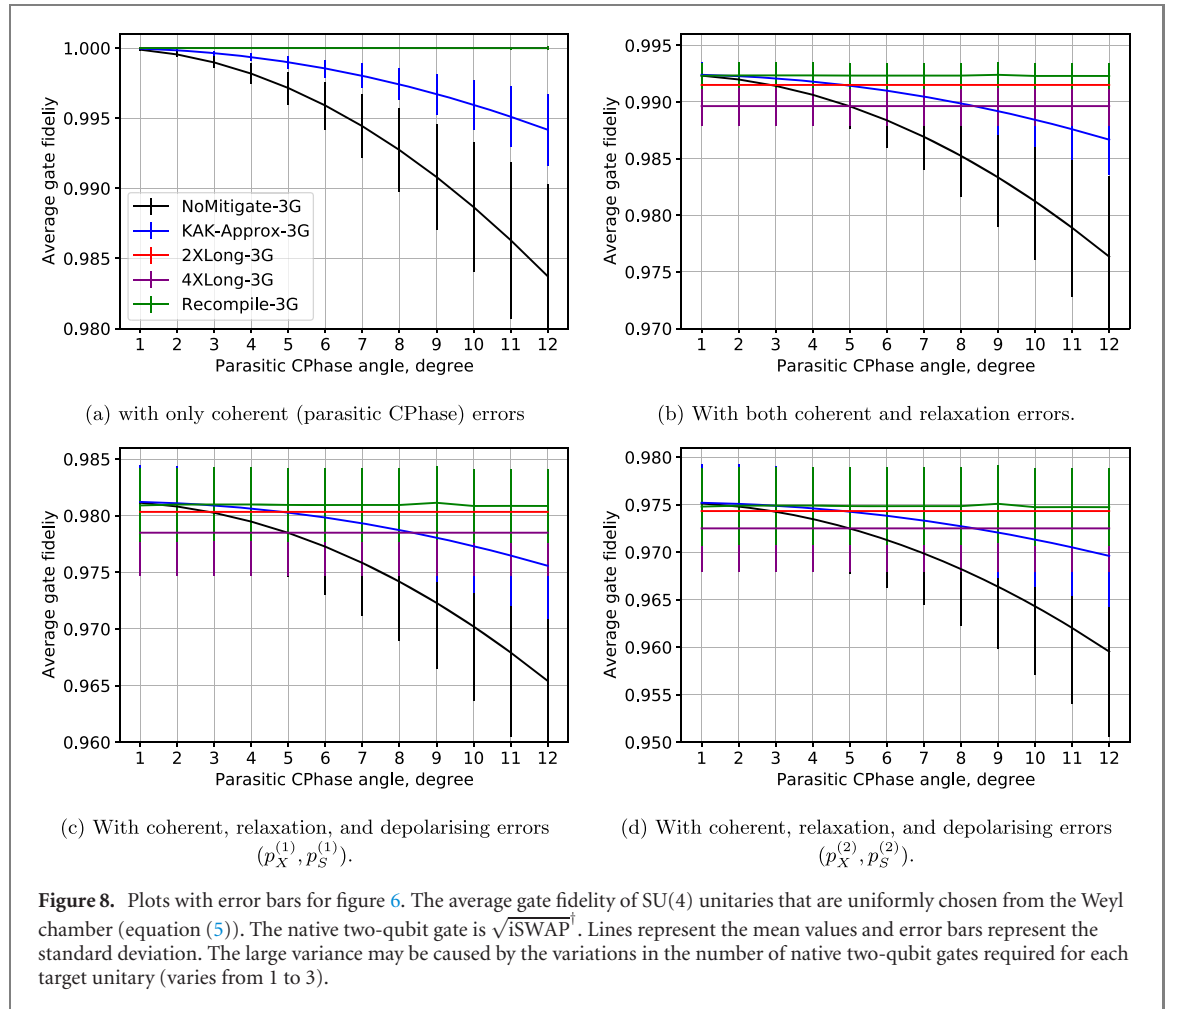 1.000
0.995
0.990
0.985
0.980
Average gate fideliy
NoMitigate-3G
KAK-Approx-3G
2XLong-3G
4XLong-3G
Recompile-3G
1 2 3 4 5 6 7 8 9 10 11 12
Parasitic CPhase angle, degree
(a) with only coherent (parasitic CPhase) errors
0.995
0.990
0.985
0.980
0.975
0.970
Average gate fideliy
1 2 3 4 5 6 7 8 9 10 11 12
Parasitic CPhase angle, degree
(b) With both coherent and relaxation errors.
0.985
0.980
0.975
0.970
0.965
0.960
Average gate fideliy
1 2 3 4 5 6 7 8 9 10 11 12
Parasitic CPhase angle, degree
(c) With coherent, relaxation, and depolarising errors
(p_X^{(1)}, p_S^{(1)}).
0.980
0.975
0.970
0.965
0.960
0.955
0.950
Average gate fideliy
1 2 3 4 5 6 7 8 9 10 11 12
Parasitic CPhase angle, degree
(d) With coherent, relaxation, and depolarising errors
(p_X^{(2)}, p_S^{(2)}).
Figure 8. Plots with error bars for figure 6. The average gate fidelity of SU(4) unitaries that are uniformly chosen from the Weyl
chamber (equation (5)). The native two-qubit gate is √iSWAP†. Lines represent the mean values and error bars represent the
standard deviation. The large variance may be caused by the variations in the number of native two-qubit gates required for each
target unitary (varies from 1 to 3).